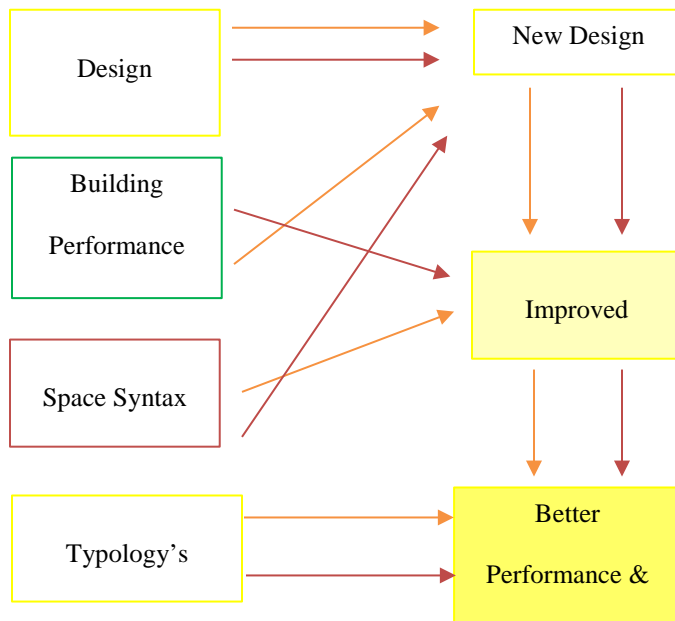 Design
New Design
Building
Performance
Improved
Space Syntax
Typology's
Better
Performance &